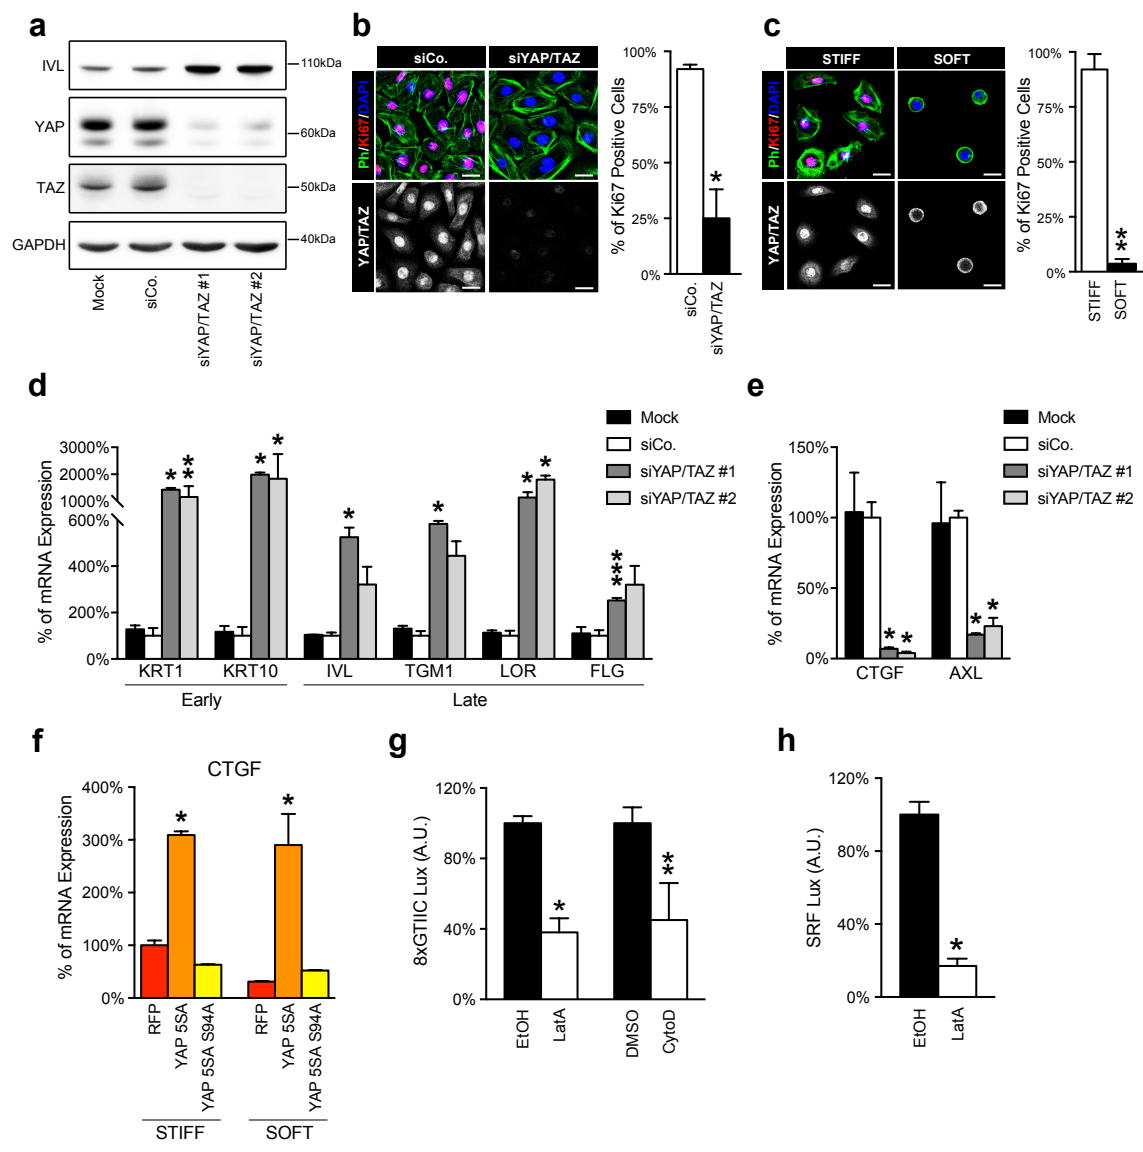 a
IVL
110kDa
YAP
60kDa
TAZ
50kDa
GAPDH
40kDa
Mock
siCo.
siYAP/TAZ #1
siYAP/TAZ #2
b
siCo.
siYAP/TAZ
Ph/Ki67/DAPI
YAP/TAZ
% of Ki67 Positive Cells
100%
75%
50%
25%
0%
*
siCo.
siYAP/TAZ
c
STIFF
SOFT
Ph/Ki67/DAPI
YAP/TAZ
% of Ki67 Positive Cells
100%
75%
50%
25%
0%
**
STIFF
SOFT
d
Mock
siCo.
siYAP/TAZ #1
siYAP/TAZ #2
% of mRNA Expression
3000%
2000%
1000%
600%
400%
200%
0%
* ** * * * * * * ***
KRT1 KRT10 IVL TGM1 LOR FLG
Early Late
e
Mock
siCo.
siYAP/TAZ #1
siYAP/TAZ #2
% of mRNA Expression
150%
100%
50%
0%
* * * *
CTGF AXL
f
CTGF
% of mRNA Expression
400%
300%
200%
100%
0%
* *
RFP
YAP 5SA
YAP 5SA S94A
RFP
YAP 5SA
YAP 5SA S94A
STIFF SOFT
g
8xGTIIC Lux (A.U.)
120%
80%
40%
0%
* **
EtOH
LatA
DMSO
CytoD
h
SRF Lux (A.U.)
120%
80%
40%
0%
*
EtOH
LatA